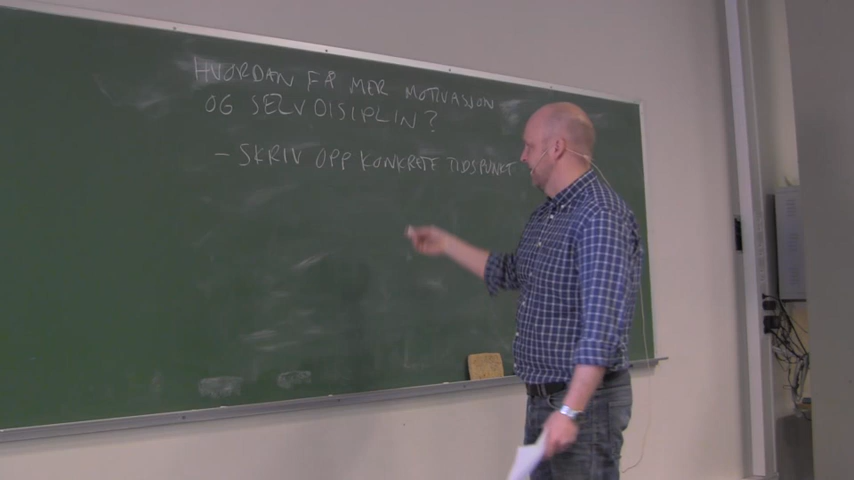 HVORDAN FÅ MER MOTIVASJON
OG SELVDISIPLIN?
- SKRIV OPP KONKRETE TIDSPUNKT